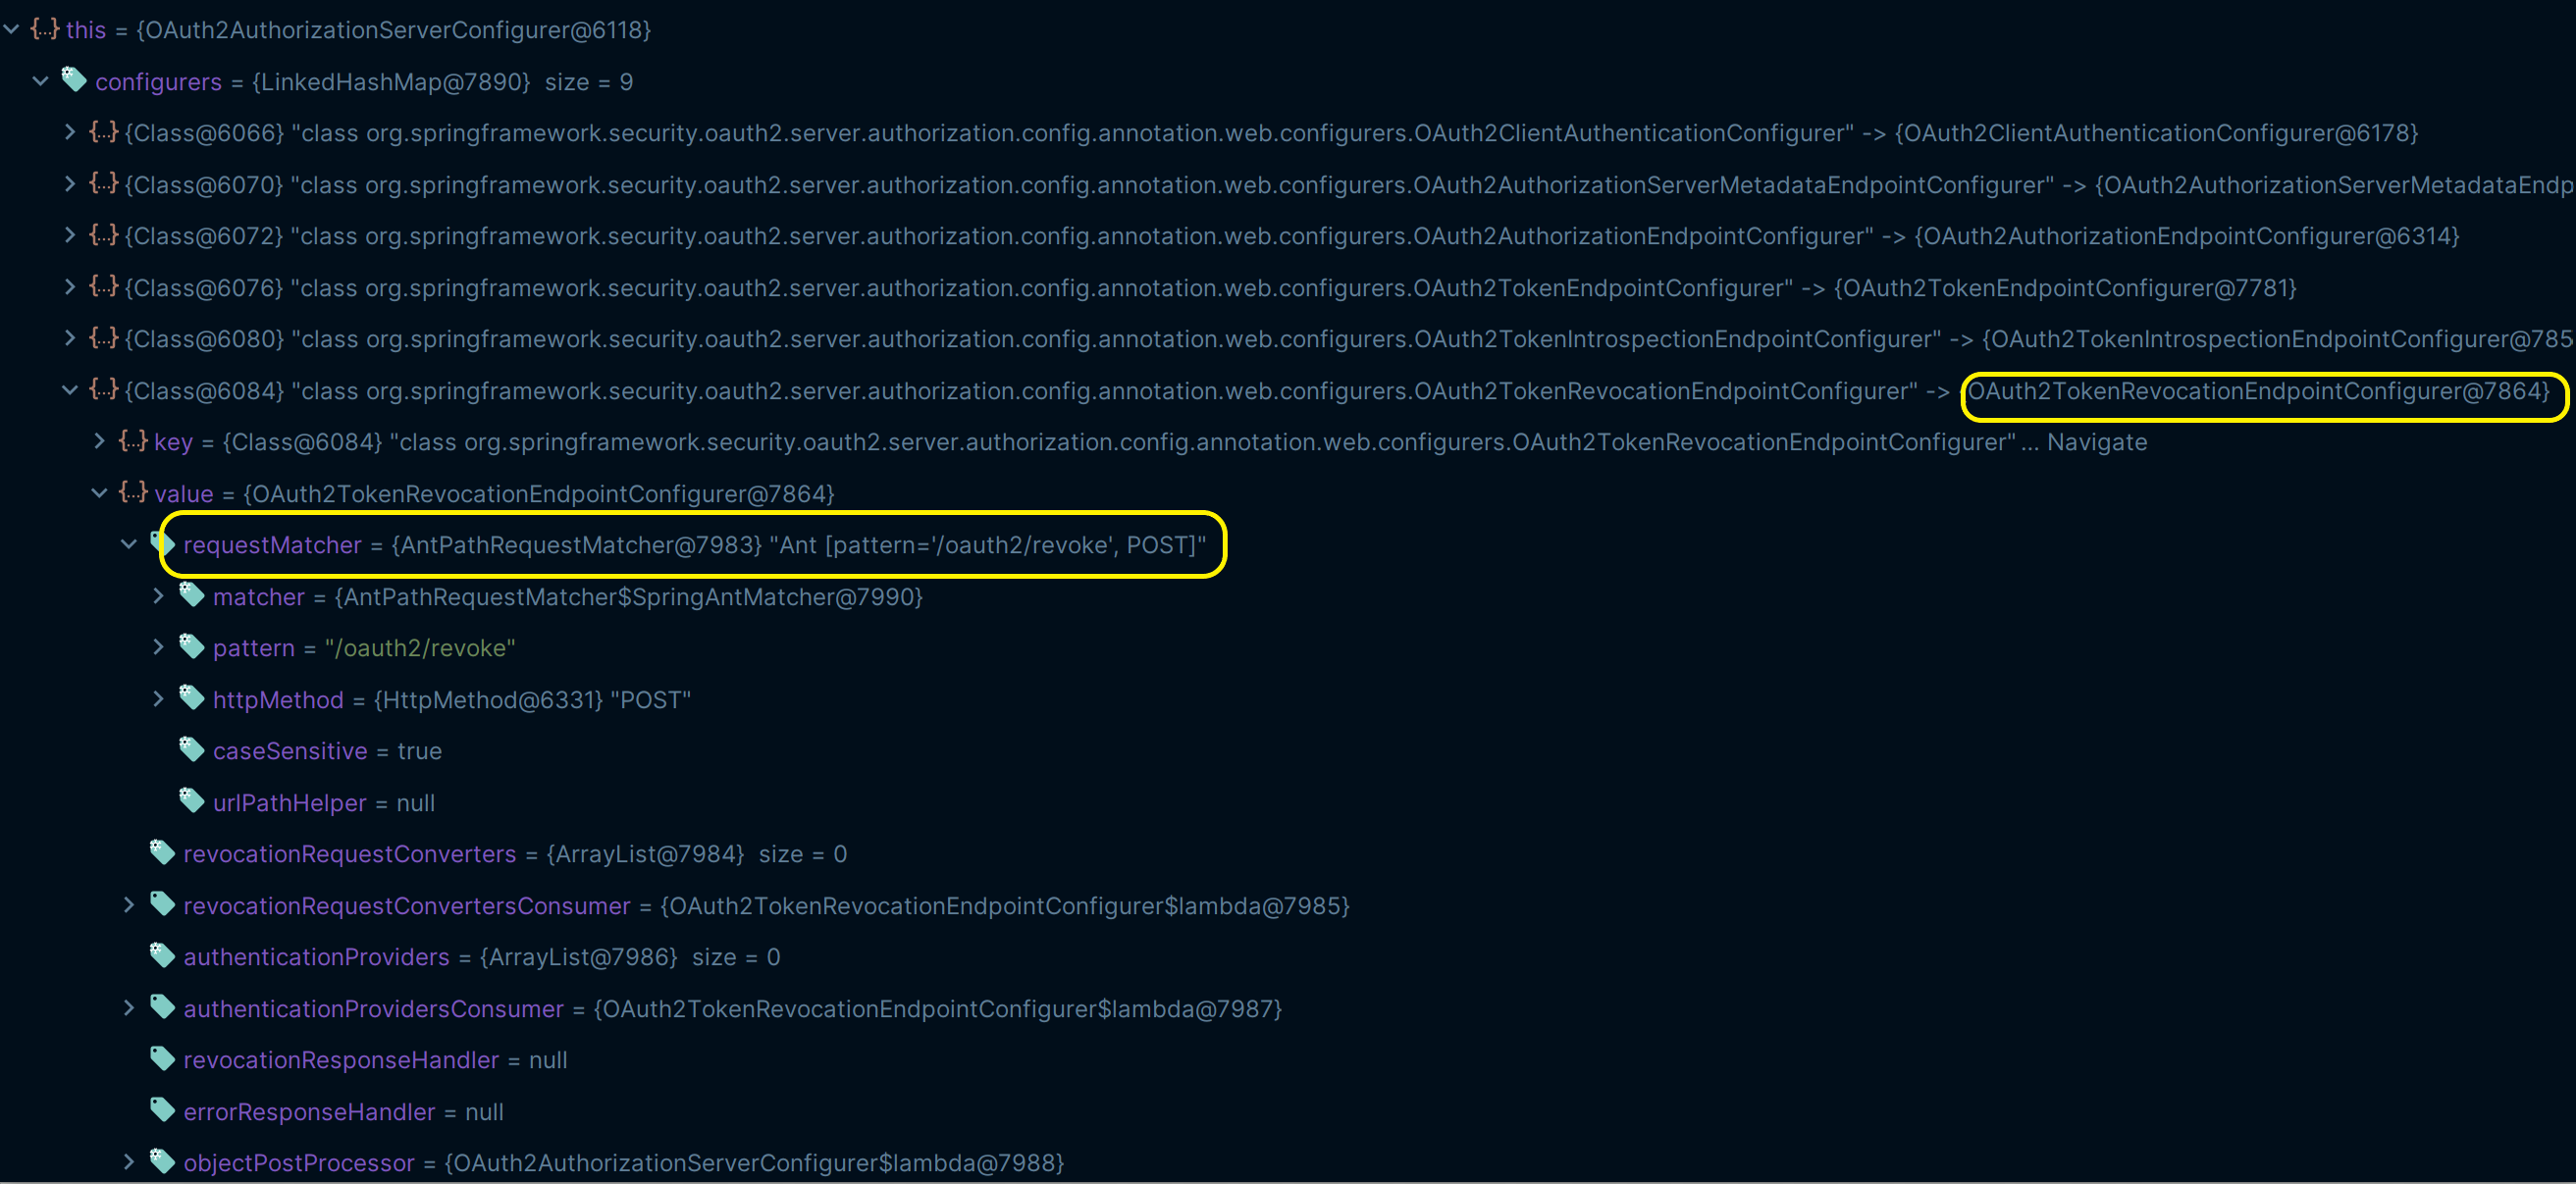 {...} this = {OAuth2AuthorizationServerConfigurer@6118}
configurers = {LinkedHashMap@7890} size = 9
{...} {Class@6066} "class org.springframework.security.oauth2.server.authorization.config.annotation.web.configurers.OAuth2ClientAuthenticationConfigurer" -> {OAuth2ClientAuthenticationConfigurer@6178}
{...} {Class@6070} "class org.springframework.security.oauth2.server.authorization.config.annotation.web.configurers.OAuth2AuthorizationServerMetadataEndpointConfigurer" -> {OAuth2AuthorizationServerMetadataEndp
{...} {Class@6072} "class org.springframework.security.oauth2.server.authorization.config.annotation.web.configurers.OAuth2AuthorizationEndpointConfigurer" -> {OAuth2AuthorizationEndpointConfigurer@6314}
{...} {Class@6076} "class org.springframework.security.oauth2.server.authorization.config.annotation.web.configurers.OAuth2TokenEndpointConfigurer" -> {OAuth2TokenEndpointConfigurer@7781}
{...} {Class@6080} "class org.springframework.security.oauth2.server.authorization.config.annotation.web.configurers.OAuth2TokenIntrospectionEndpointConfigurer" -> {OAuth2TokenIntrospectionEndpointConfigurer@785
{...} {Class@6084} "class org.springframework.security.oauth2.server.authorization.config.annotation.web.configurers.OAuth2TokenRevocationEndpointConfigurer" -> {OAuth2TokenRevocationEndpointConfigurer@7864}
{...} key = {Class@6084} "class org.springframework.security.oauth2.server.authorization.config.annotation.web.configurers.OAuth2TokenRevocationEndpointConfigurer" ... Navigate
{...} value = {OAuth2TokenRevocationEndpointConfigurer@7864}
requestMatcher = {AntPathRequestMatcher@7983} "Ant [pattern='/oauth2/revoke', POST]"
matcher = {AntPathRequestMatcher$SpringAntMatcher@7990}
pattern = "/oauth2/revoke"
httpMethod = {HttpMethod@6331} "POST"
caseSensitive = true
urlPathHelper = null
revocationRequestConverters = {ArrayList@7984} size = 0
revocationRequestConvertersConsumer = {OAuth2TokenRevocationEndpointConfigurer$lambda@7985}
authenticationProviders = {ArrayList@7986} size = 0
authenticationProvidersConsumer = {OAuth2TokenRevocationEndpointConfigurer$lambda@7987}
revocationResponseHandler = null
errorResponseHandler = null
objectPostProcessor = {OAuth2AuthorizationServerConfigurer$lambda@7988}